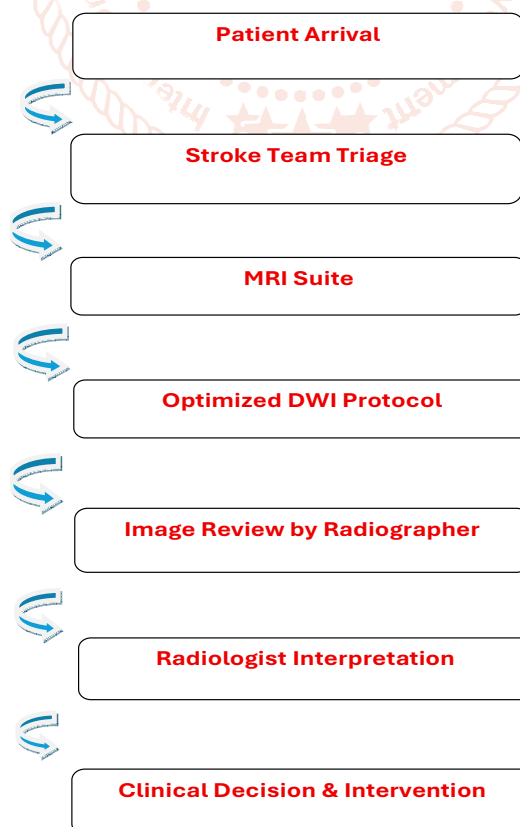 Patient Arrival
Stroke Team Triage
MRI Suite
Optimized DWI Protocol
Image Review by Radiographer
Radiologist Interpretation
Clinical Decision & Intervention